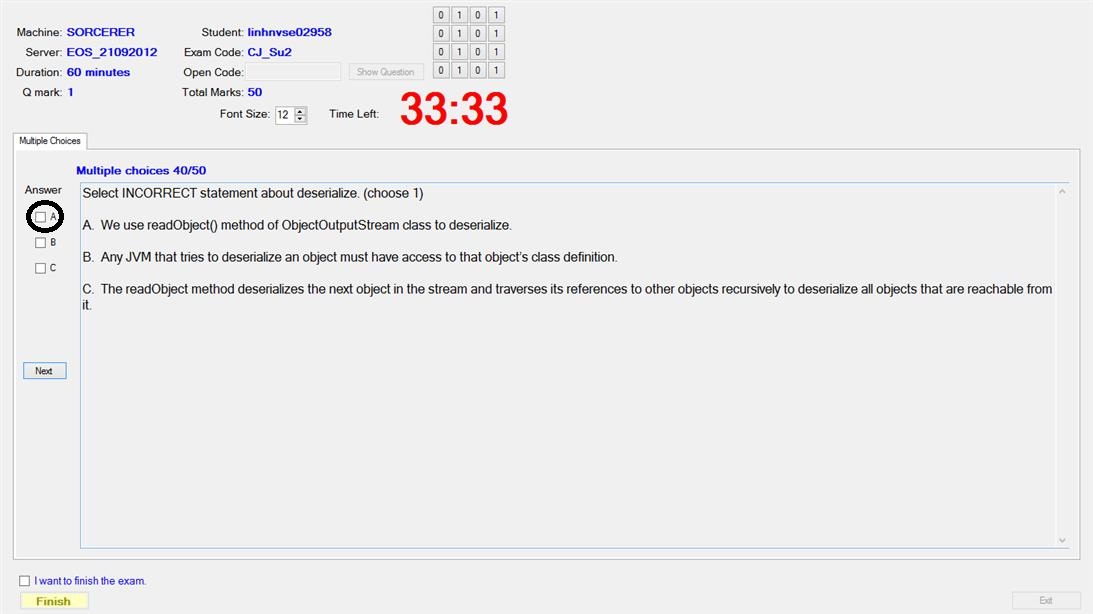 Machine: SORCERER
Student: linhnvse02958
0 1 0 1
Server: EOS_21092012
Exam Code: CJ_Su2
0 1 0 1
Duration: 60 minutes
Open Code:
Show Question
0 1 0 1
Q mark: 1
Total Marks: 50
0 1 0 1
Font Size: 12
Time Left: 33:33
Multiple Choices
Multiple choices 40/50
Answer
A
B
C
Select INCORRECT statement about deserialize. (choose 1)
A. We use readObject() method of ObjectOutputStream class to deserialize.
B. Any JVM that tries to deserialize an object must have access to that object's class definition.
C. The readObject method deserializes the next object in the stream and traverses its references to other objects recursively to deserialize all objects that are reachable from
it.
Next
I want to finish the exam.
Finish
Exit